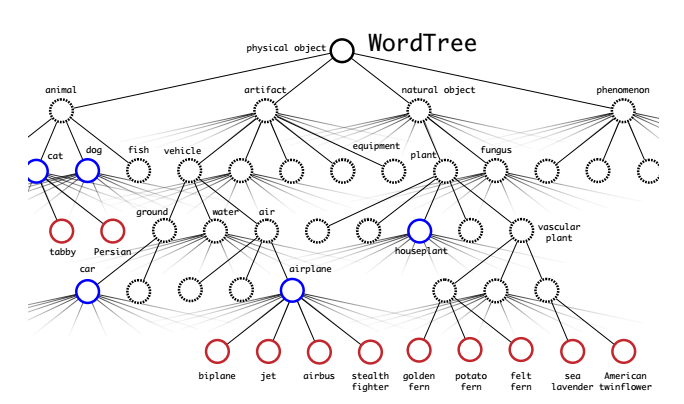 WordTree
physical object
animal
artifact
natural object
phenomenon
cat
dog
fish
vehicle
equipment
plant
fungus
tabby
Persian
ground
water
air
houseplant
vascular
plant
car
airplane
biplane
jet
airbus
stealth
fighter
golden
fern
potato
fern
felt
fern
sea
lavender
American
twinflower